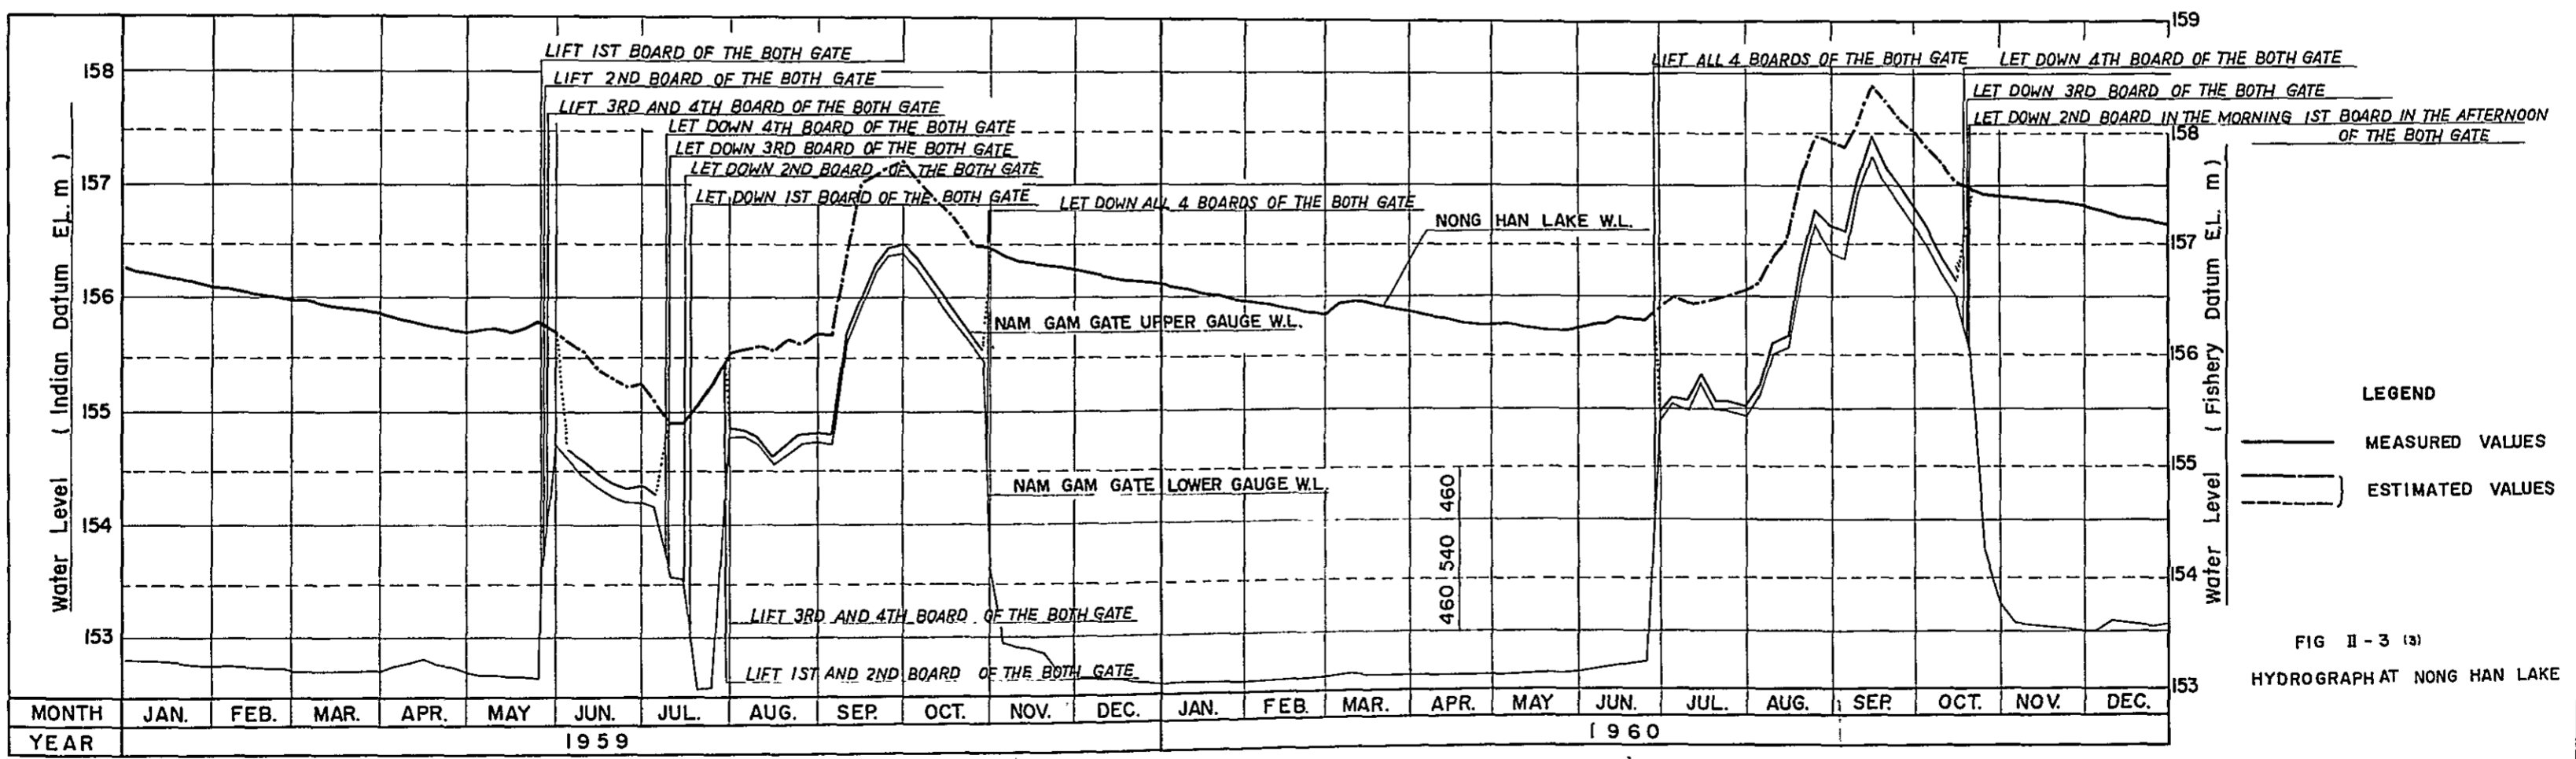 159
LIFT 1ST BOARD OF THE BOTH GATE
LIFT 2ND BOARD OF THE BOTH GATE
LIFT 3RD AND 4TH BOARD OF THE BOTH GATE
LET DOWN 4TH BOARD OF THE BOTH GATE
LET DOWN 3RD BOARD OF THE BOTH GATE
LET DOWN 2ND BOARD OF THE BOTH GATE
LET DOWN 1ST BOARD OF THE BOTH GATE
LET DOWN ALL 4 BOARDS OF THE BOTH GATE
NONG HAN LAKE W.L.
LIFT ALL 4 BOARDS OF THE BOTH GATE
LET DOWN 4TH BOARD OF THE BOTH GATE
LET DOWN 3RD BOARD OF THE BOTH GATE
LET DOWN 2ND BOARD IN THE MORNING 1ST BOARD IN THE AFTERNOON
OF THE BOTH GATE
158
157
156
155
154
153
Water Level (Indian Datum EL. m)
NAM GAM GATE UPPER GAUGE W.L.
NAM GAM GATE LOWER GAUGE W.L.
460 540 460
LIFT 3RD AND 4TH BOARD OF THE BOTH GATE
LIFT 1ST AND 2ND BOARD OF THE BOTH GATE
158
157
156
155
154
153
Water Level (Fishery Datum EL. m)
LEGEND
MEASURED VALUES
ESTIMATED VALUES
FIG II-3 (3)
HYDROGRAPH AT NONG HAN LAKE
MONTH JAN. FEB. MAR. APR. MAY JUN. JUL. AUG. SEP. OCT. NOV. DEC. JAN. FEB. MAR. APR. MAY JUN. JUL. AUG. SEP. OCT. NOV. DEC.
YEAR 1959 1960